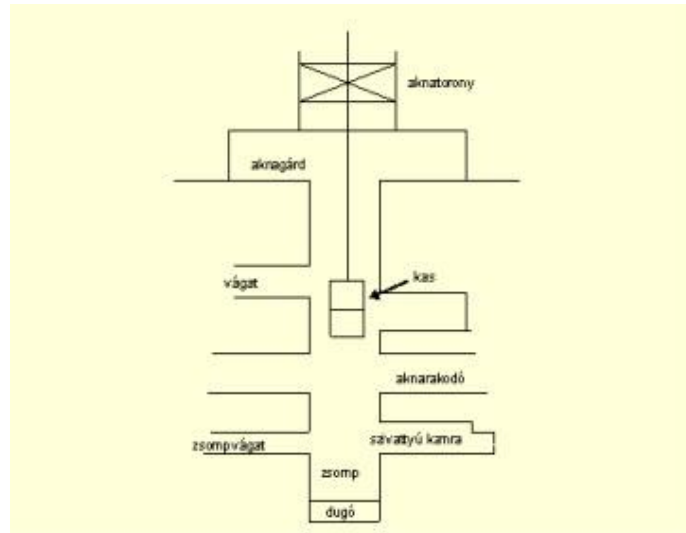 aknatorony
aknagárd
kas
vágat
aknarakodó
szivattyú kamra
zsompvágat
zsomp
dugó